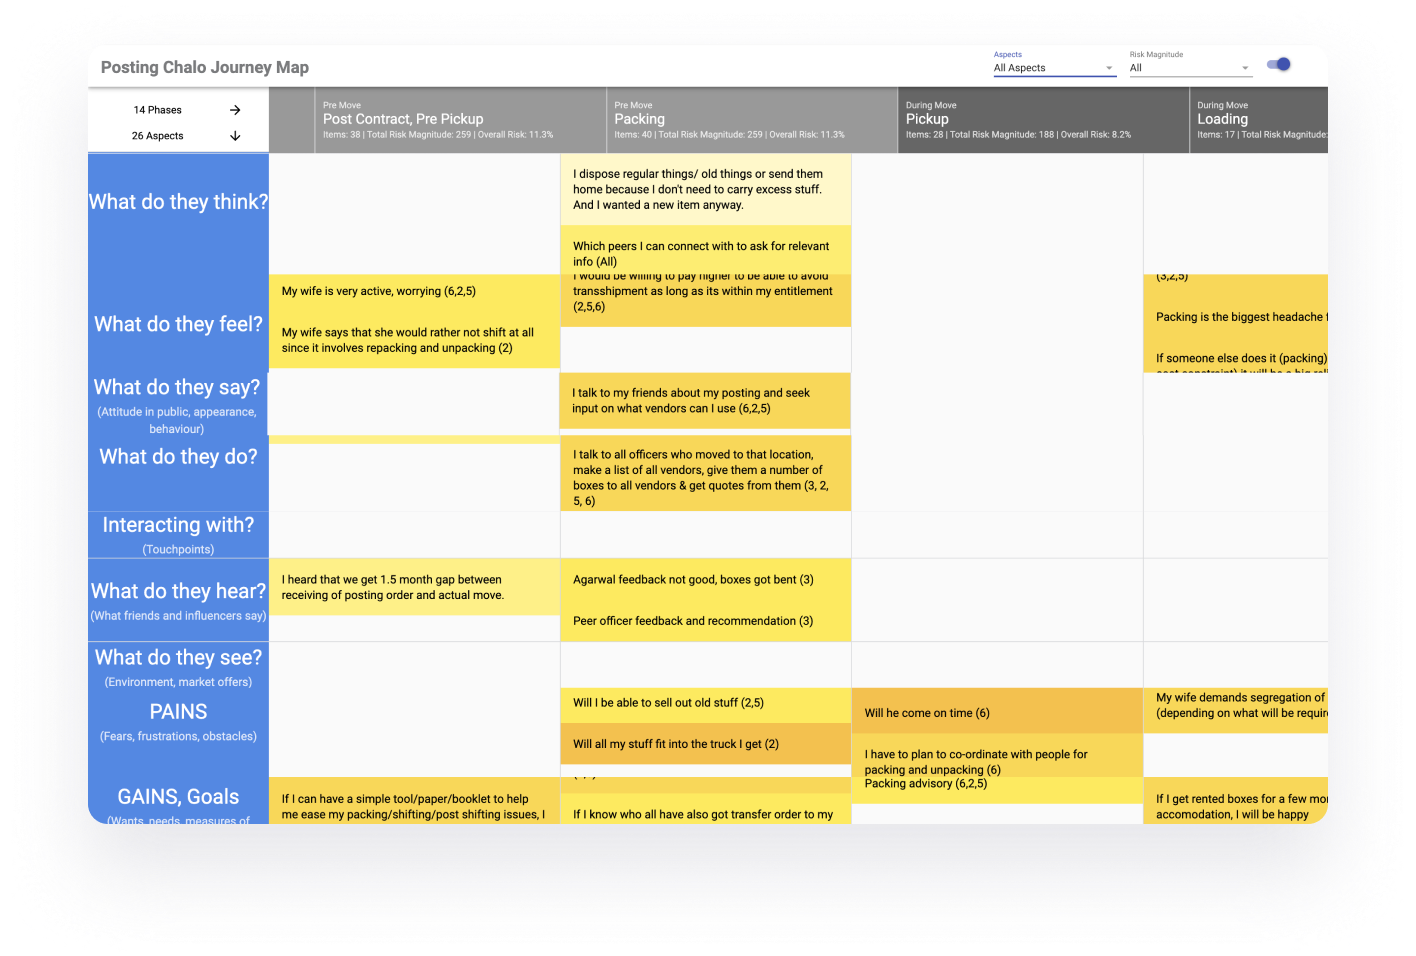 Posting Chalo Journey Map
Aspects
All Aspects
Risk Magnitude
All
14 Phases
26 Aspects
Pre Move
Post Contract, Pre Pickup
Items: 38 | Total Risk Magnitude: 259 | Overall Risk: 11.3%
Pre Move
Packing
Items: 40 | Total Risk Magnitude: 259 | Overall Risk: 11.3%
During Move
Pickup
Items: 28 | Total Risk Magnitude: 188 | Overall Risk: 8.2%
During Move
Loading
Items: 17 | Total Risk Magnitude:
What do they think?
I dispose regular things/ old things or send them
home because I don't need to carry excess stuff.
And I wanted a new item anyway.
Which peers I can connect with to ask for relevant
info (All)
What do they feel?
My wife is very active, worrying (6,2,5)
My wife says that she would rather not shift at all
since it involves repacking and unpacking (2)
I would be willing to pay higher to be able to avoid
transshipment as long as its within my entitlement
(2,5,6)
(3,2,5)
Packing is the biggest headache
If someone else does it (packing)
cost constraint) it will be a big
What do they say?
(Attitude in public, appearance,
behaviour)
I talk to my friends about my posting and seek
input on what vendors can I use (6,2,5)
What do they do?
I talk to all officers who moved to that location,
make a list of all vendors, give them a number of
boxes to all vendors & get quotes from them (3, 2,
5, 6)
Interacting with?
(Touchpoints)
What do they hear?
(What friends and influencers say)
I heard that we get 1.5 month gap between
receiving of posting order and actual move.
Agarwal feedback not good, boxes got bent (3)
Peer officer feedback and recommendation (3)
What do they see?
(Environment, market offers)
PAINS
(Fears, frustrations, obstacles)
Will I be able to sell out old stuff (2,5)
Will all my stuff fit into the truck I get (2)
Will he come on time (6)
I have to plan to co-ordinate with people for
packing and unpacking (6)
My wife demands segregation of
(depending on what will be requir
GAINS, Goals
(Wants, needs, measures of
If I can have a simple tool/paper/booklet to help
me ease my packing/shifting/post shifting issues, I
If I know who all have also got transfer order to my
Packing advisory (6,2,5)
If I get rented boxes for a few mo
accomodation, I will be happy